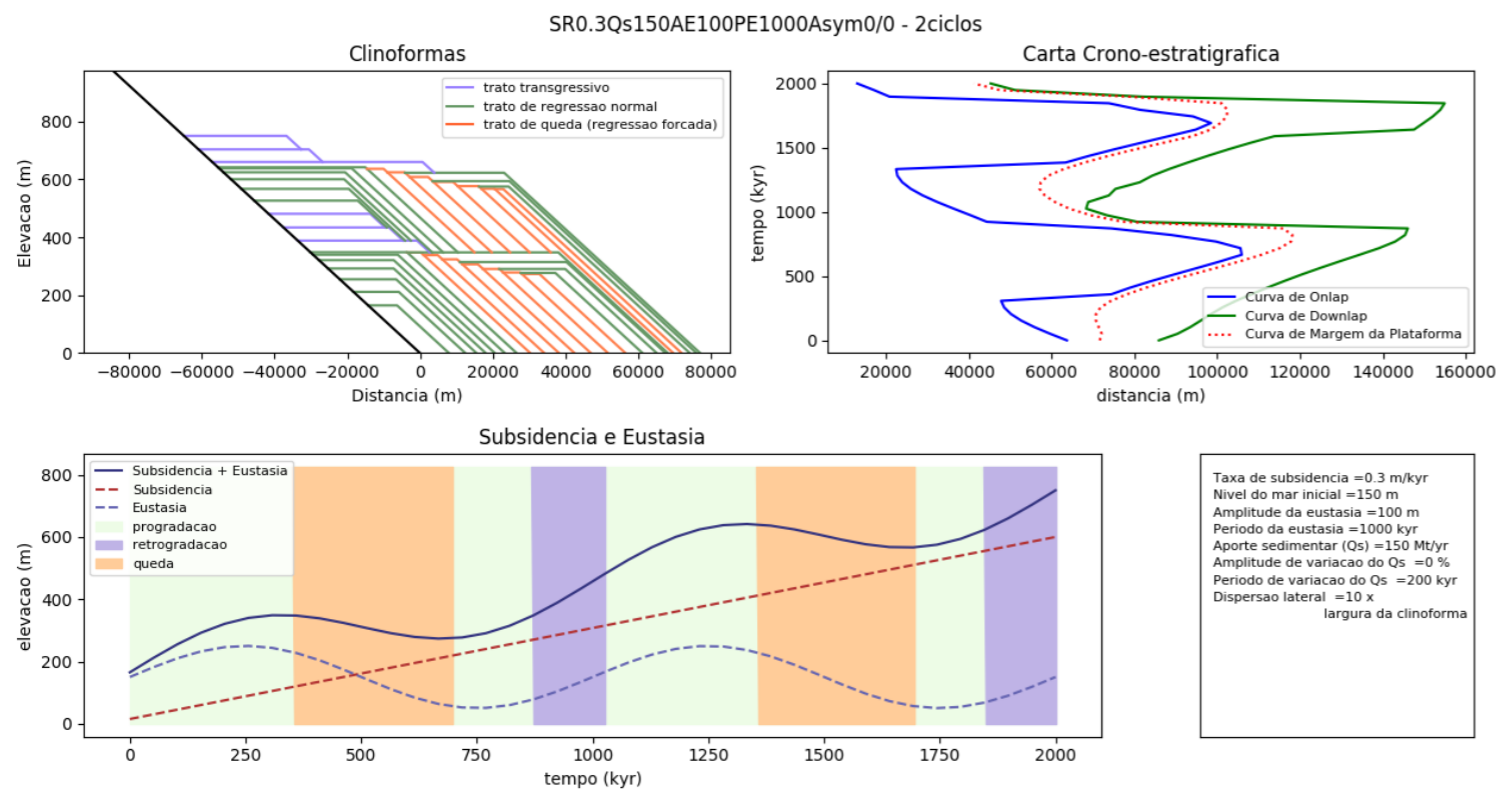 SR0.3Qs150AE100PE1000Asym0/0 - 2ciclos
Clinoformas
trato transgressivo
trato de regressao normal
trato de queda (regressao forcada)
Elevacao (m)
800
600
400
200
0
−80000 −60000 −40000 −20000 0 20000 40000 60000 80000
Distancia (m)
Carta Crono-estratigrafica
tempo (kyr)
2000
1500
1000
500
0
Curva de Onlap
Curva de Downlap
Curva de Margem da Plataforma
20000 40000 60000 80000 100000 120000 140000 160000
distancia (m)
Subsidencia e Eustasia
Subsidencia + Eustasia
Subsidencia
Eustasia
progradacao
retrogradacao
queda
elevacao (m)
800
600
400
200
0
0 250 500 750 1000 1250 1500 1750 2000
tempo (kyr)
Taxa de subsidencia =0.3 m/kyr
Nivel do mar inicial =150 m
Amplitude da eustasia =100 m
Periodo da eustasia =1000 kyr
Aporte sedimentar (Qs) =150 Mt/yr
Amplitude de variacao do Qs =0 %
Periodo de variacao do Qs =200 kyr
Dispersao lateral =10 x
largura da clinoforma